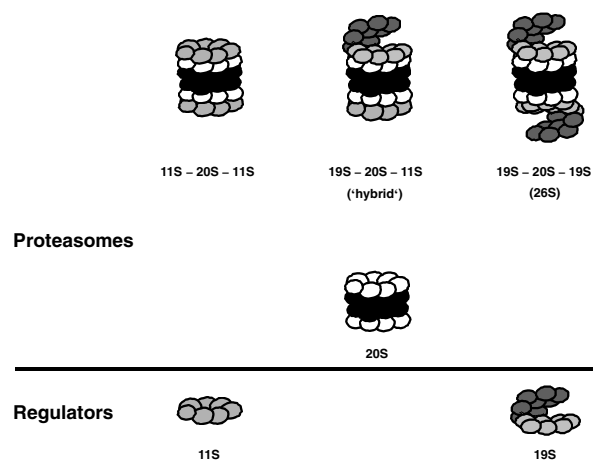 11S – 20S – 11S
19S – 20S – 11S
(‘hybrid‘)
19S – 20S – 19S
(26S)
Proteasomes
20S
Regulators
11S
19S